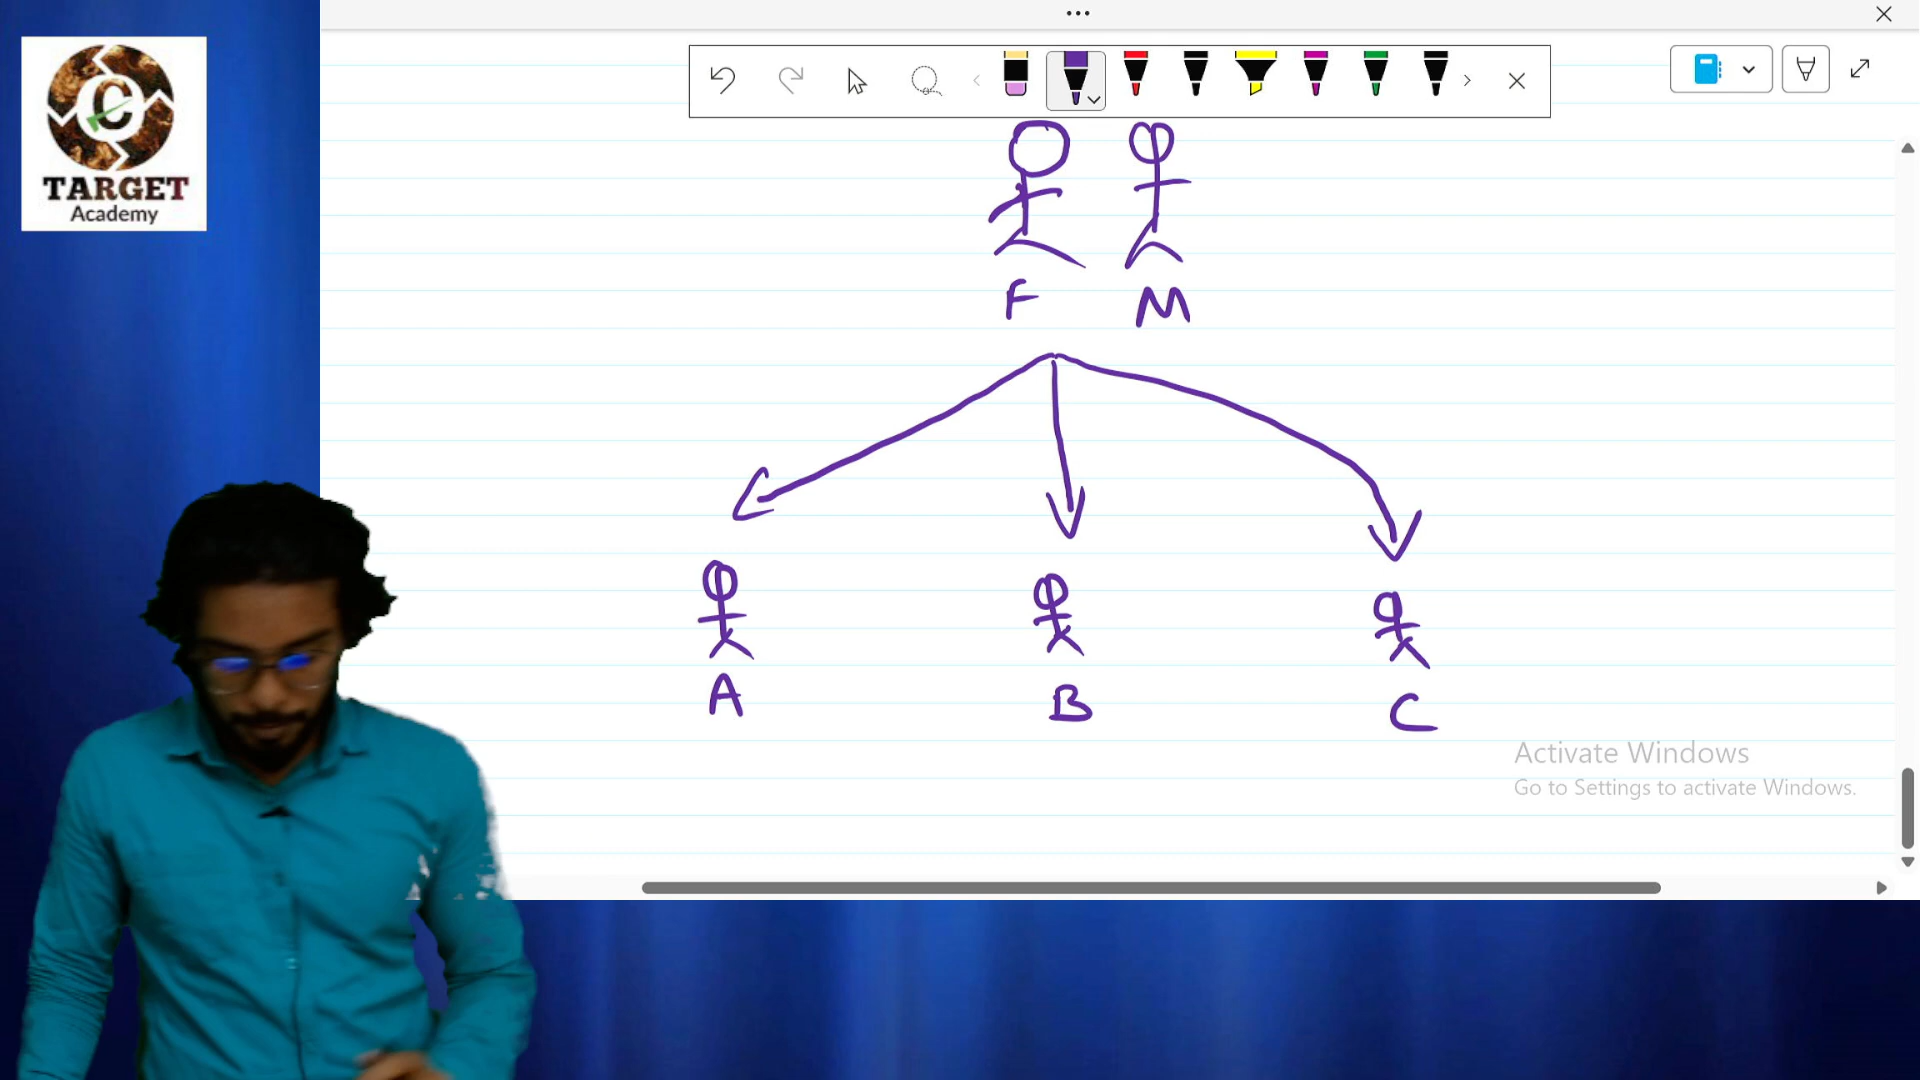 C
TARGET
Academy
F M
A B C
Activate Windows
Go to Settings to activate Windows.